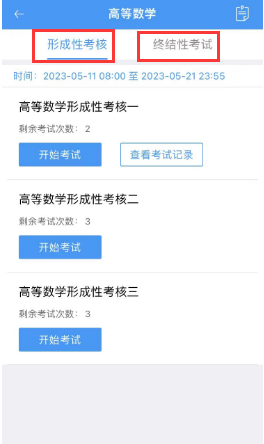 高等数学
形成性考核 终结性考试
时间：2023-05-11 08:00 至 2023-05-21 23:55
高等数学形成性考核一
剩余考试次数： 2
开始考试 查看考试记录
高等数学形成性考核二
剩余考试次数： 3
开始考试
高等数学形成性考核三
剩余考试次数： 3
开始考试